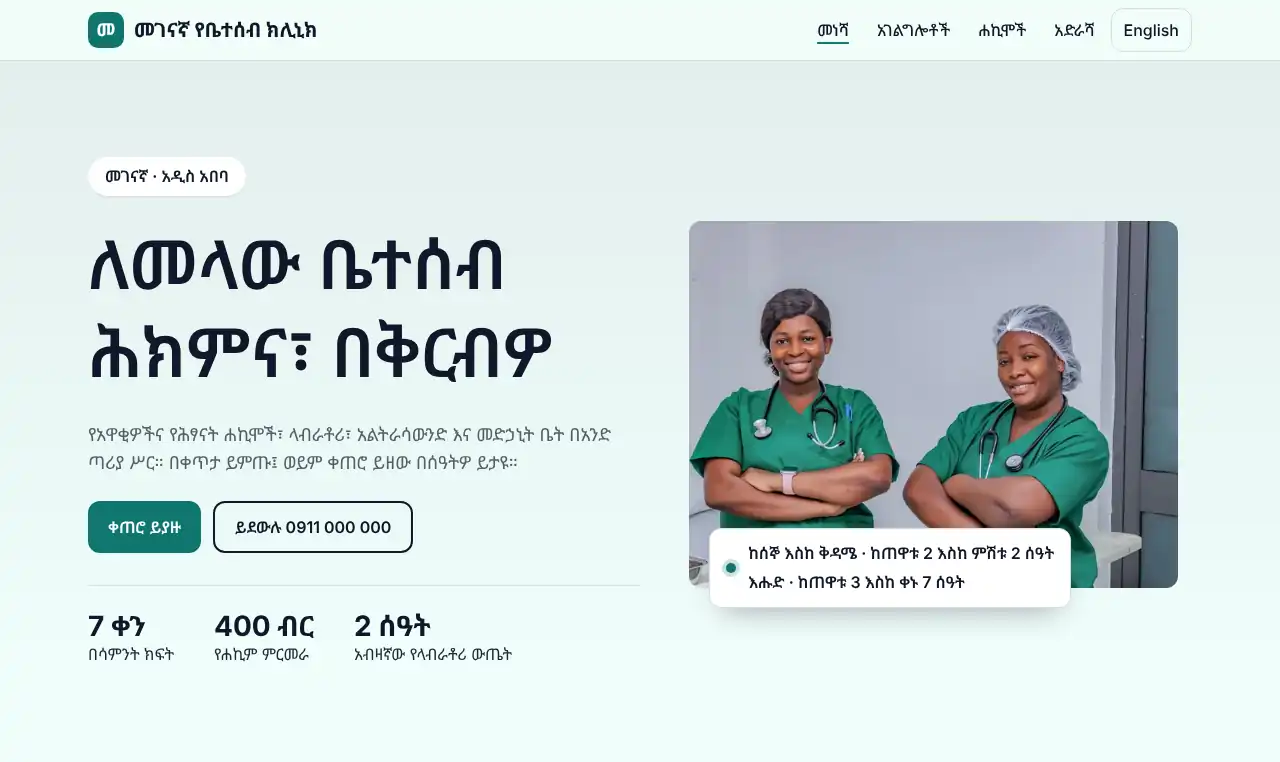 መ መገናኛ የቤተሰብ ክሊኒክ
መነሻ አገልግሎቶች ሐኪሞች አድራሻ English
መገናኛ · አዲስ አበባ
ለመላው ቤተሰብ
ሕክምና፣ በቅርብዎ
የአዋቂዎችና የሕፃናት ሐኪሞች፣ ላብራቶሪ፣ አልትራሳውንድ እና መድኃኒት ቤት በአንድ
ጣሪያ ሥር። በቀጥታ ይምጡ፤ ወይም ቀጠሮ ይዘው በሰዓትዎ ይታዩ።
ቀጠሮ ይያዙ
ይደውሉ 0911 000 000
ከሰኞ እስከ ቅዳሜ · ከጠዋቱ 2 እስከ ምሽቱ 2 ሰዓት
እሑድ · ከጠዋቱ 3 እስከ ቀኑ 7 ሰዓት
7 ቀን
በሳምንት ክፍት
400 ብር
የሐኪም ምርመራ
2 ሰዓት
አብዛኛው የላብራቶሪ ውጤት